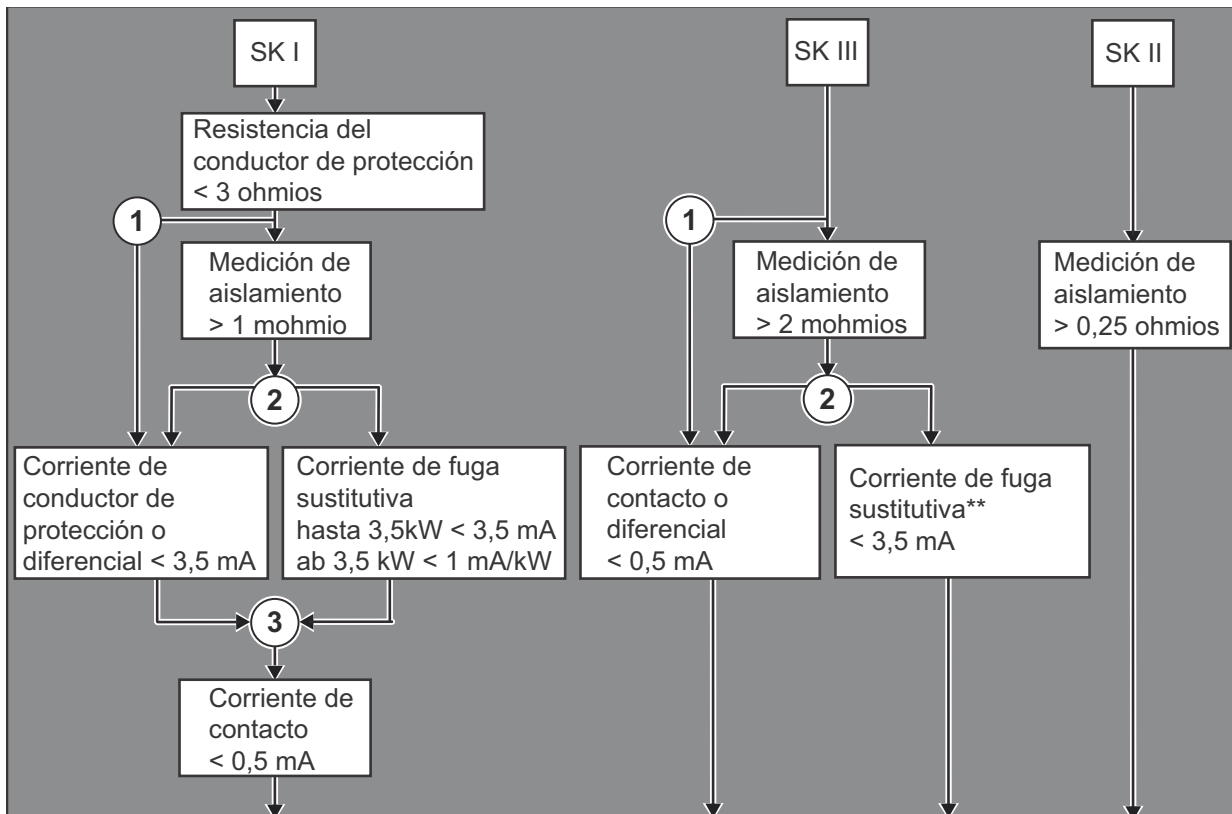 SK I
SK III
SK II
Resistencia del
conductor de protección
< 3 ohmios
1
1
Medición de
aislamiento
> 1 mohmio
Medición de
aislamiento
> 2 mohmios
Medición de
aislamiento
> 0,25 ohmios
2
2
Corriente de
conductor de
protección o
diferencial < 3,5 mA
Corriente de fuga
sustitutiva
hasta 3,5kW < 3,5 mA
ab 3,5 kW < 1 mA/kW
Corriente de
contacto o
diferencial
< 0,5 mA
Corriente de fuga
sustitutiva**
< 3,5 mA
3
Corriente de
contacto
< 0,5 mA